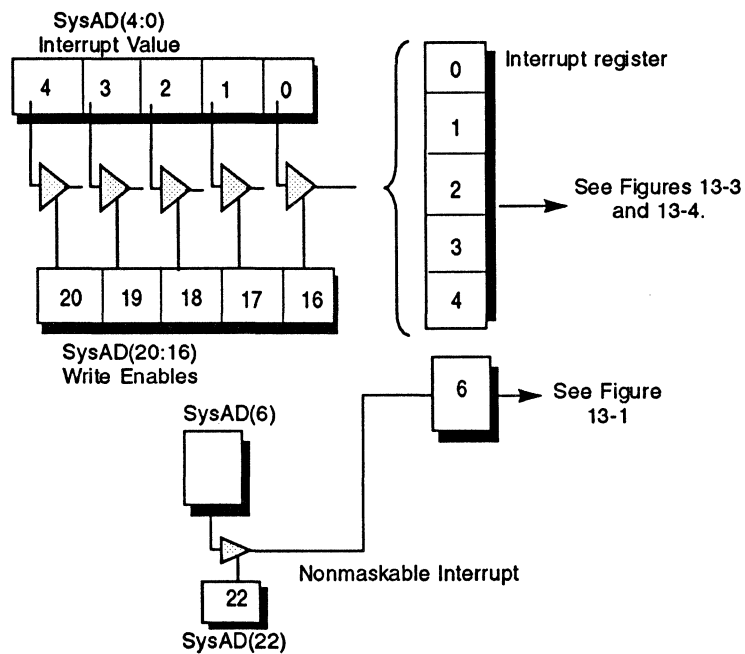 SysAD(4:0)
Interrupt Value
4 3 2 1 0
0
1
2
3
4
Interrupt register
See Figures 13-3
and 13-4.
20 19 18 17 16
SysAD(20:16)
Write Enables
6
See Figure
13-1
SysAD(6)
Nonmaskable Interrupt
22
SysAD(22)